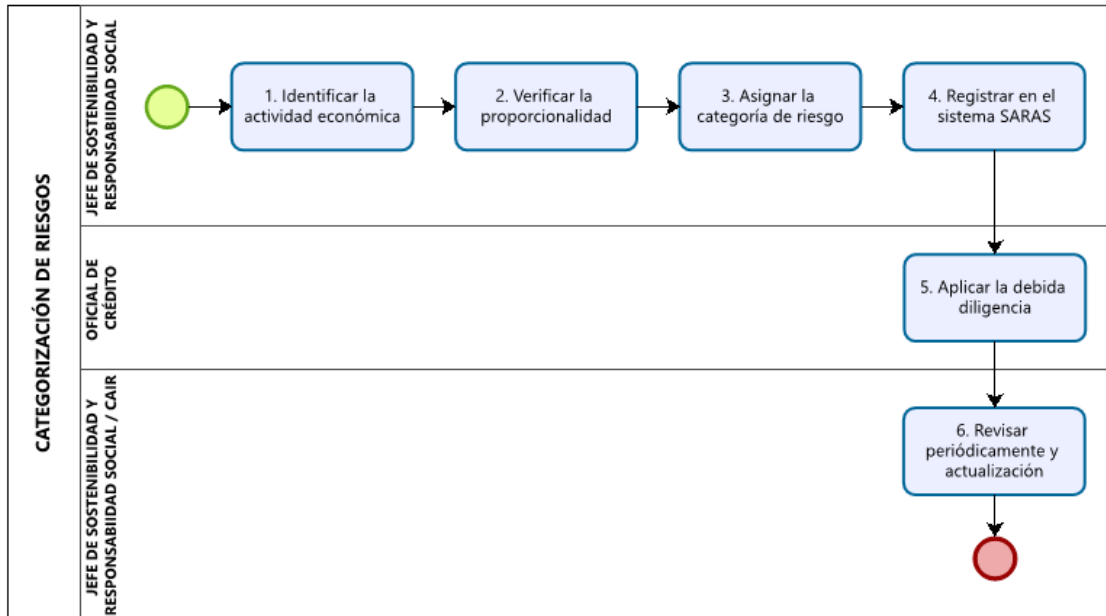 CATEGORIZACIÓN DE RIESGOS
JEFE DE SOSTENIBILIDAD Y
RESPONSABIIDAD SOCIAL
1. Identificar la
actividad económica
2. Verificar la
proporcionalidad
3. Asignar la
categoría de riesgo
4. Registrar en el
sistema SARAS
OFICIAL DE
CRÉDITO
5. Aplicar la debida
diligencia
JEFE DE SOSTENIBILIDAD Y
RESPONSABIIDAD SOCIAL / CAIR
6. Revisar
periódicamente y
actualización